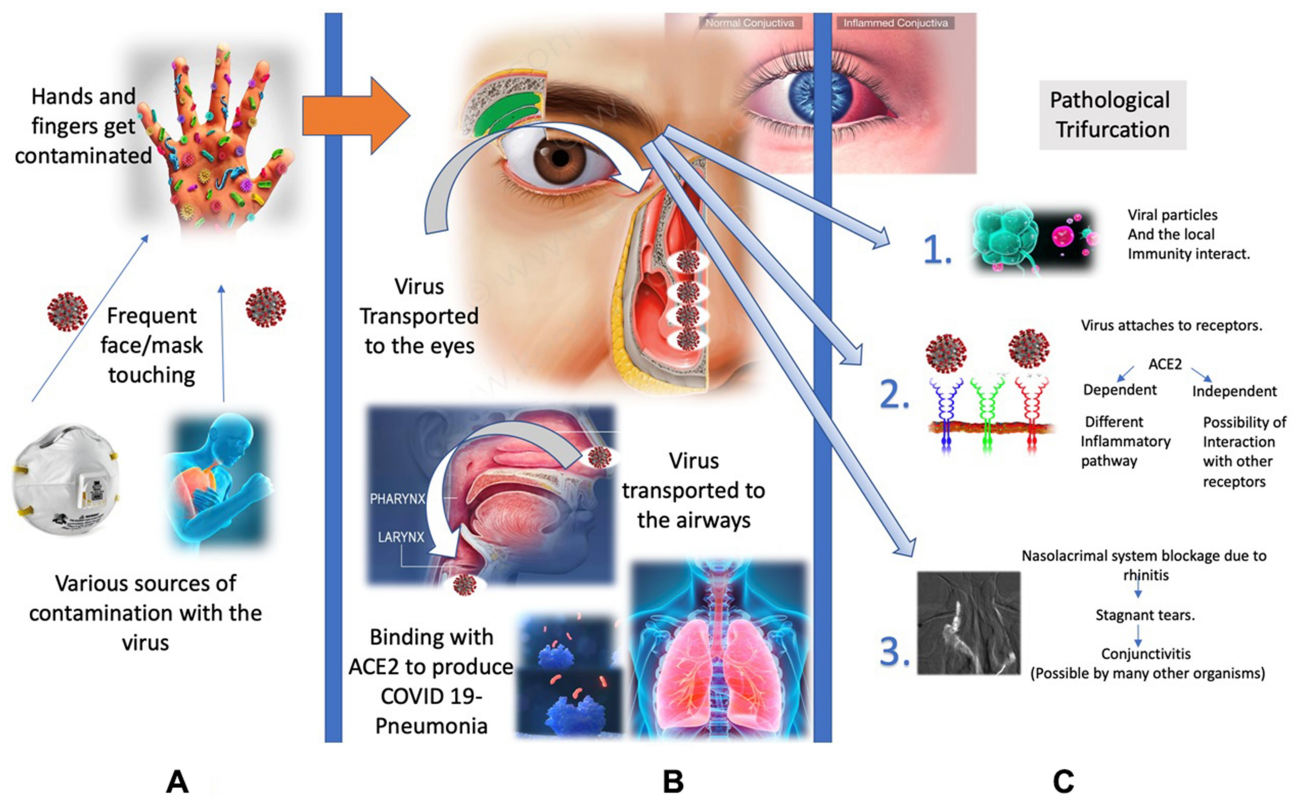 Hands and
fingers get
contaminated
Frequent
face/mask
touching
Various sources of
contamination with the
virus
A
Normal Conjuctiva
Inflammed Conjuctiva
Virus
Transported
to the eyes
PHARYNX
LARYNX
Virus
transported to
the airways
Binding with
ACE2 to produce
COVID 19-
Pneumonia
B
Pathological
Trifurcation
1.
Viral particles
And the local
Immunity interact.
2.
Virus attaches to receptors.
ACE2
Dependent
Independent
Different
Inflammatory
pathway
Possibility of
Interaction
with other
receptors
3.
Nasolacrimal system blockage due to
rhinitis
Stagnant tears.
Conjunctivitis
(Possible by many other organisms)
C